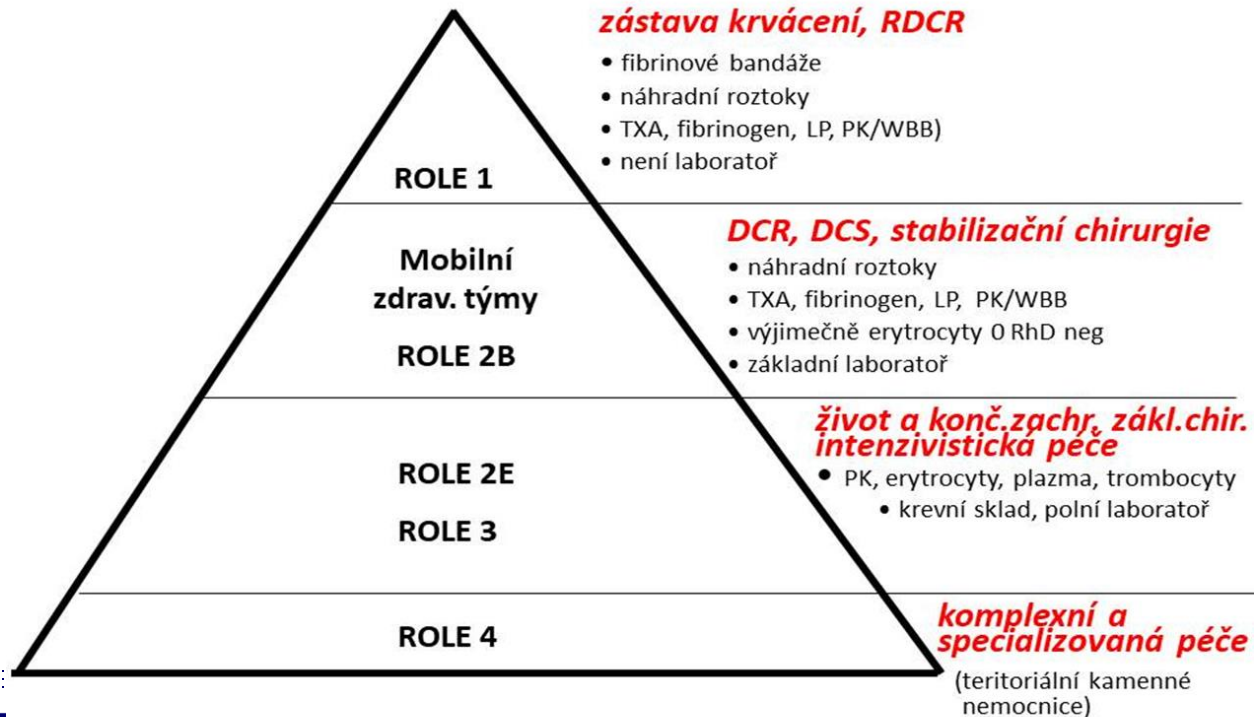 zástava krvácení, RDCR
• fibrinové bandáže
• náhradní roztoky
• TXA, fibrinogen, LP, PK/WBB)
• není laboratoř
ROLE 1
DCR, DCS, stabilizační chirurgie
• náhradní roztoky
• TXA, fibrinogen, LP, PK/WBB
• výjimečně erytrocyty 0 RhD neg
• základní laboratoř
Mobilní
zdrav. týmy
ROLE 2B
život a konč.zachr, zákl.chir.
intenzivistická péče
• PK, erytrocyty, plazma, trombocyty
• krevní sklad, polní laboratoř
ROLE 2E
ROLE 3
komplexní a
specializovaná péče
(teritoriální kamenné
nemocnice)
ROLE 4